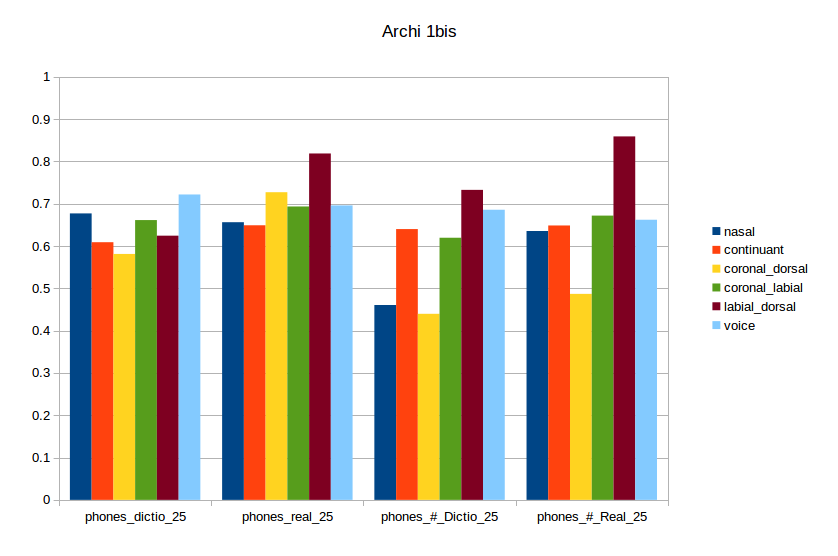 Archi 1bis
1
0.9
0.8
0.7
0.6
0.5
0.4
0.3
0.2
0.1
0
phones_dictio_25 phones_real_25 phones_#_Dictio_25 phones_#_Real_25
nasal
continuant
coronal_dorsal
coronal_labial
labial_dorsal
voice